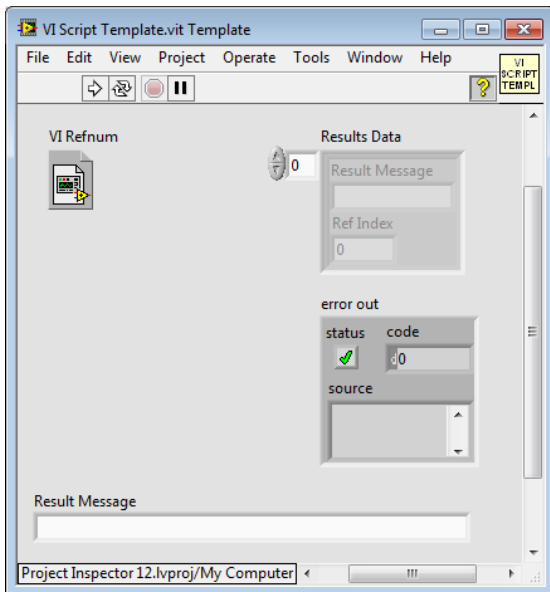 VI Script Template.vit Template
File Edit View Project Operate Tools Window Help
VI
SCRIPT
TEMPL
?
VI Refnum
Results Data
0
Result Message
Ref Index
0
error out
status code
d0
source
Result Message
Project Inspector 12.lvproj/My Computer